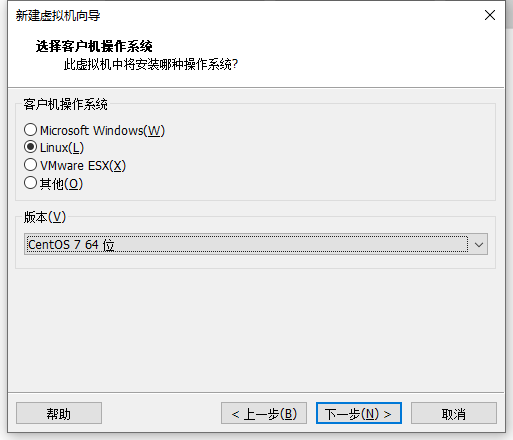 新建虚拟机向导
选择客户机操作系统
此虚拟机中将安装哪种操作系统?
客户机操作系统
Microsoft Windows(W)
Linux(L)
VMware ESX(X)
其他(O)
版本(V)
CentOS 7 64 位
帮助
< 上一步(B)
下一步(N) >
取消